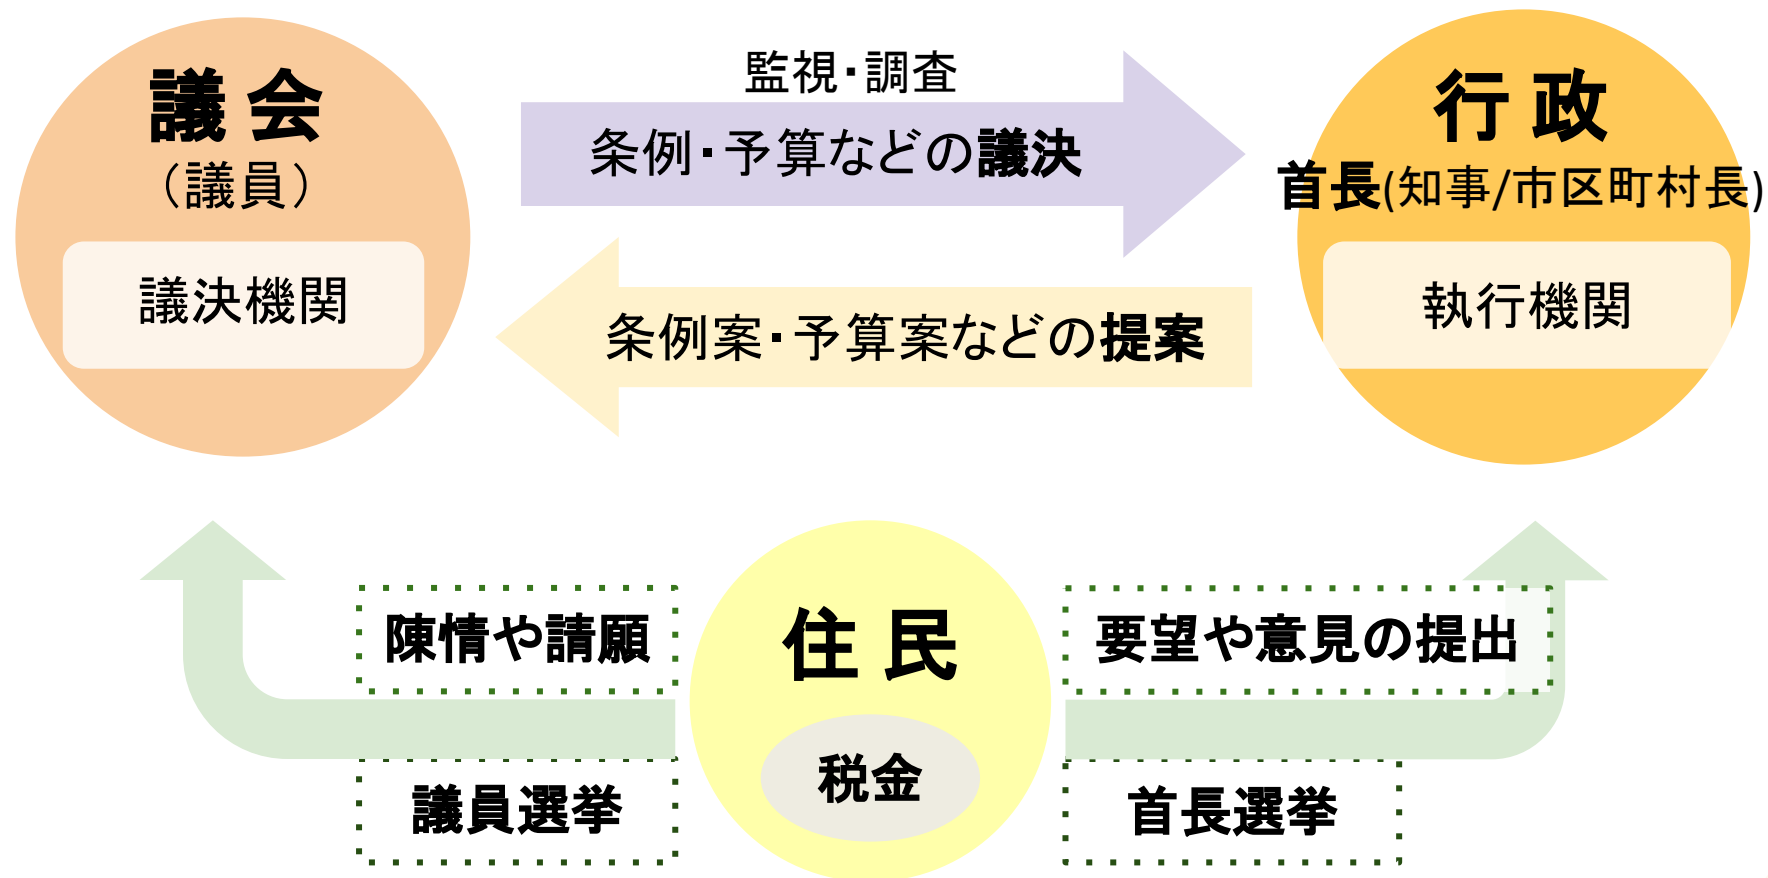 議会
（議員）
議決機関
監視・調査
条例・予算などの議決
条例案・予算案などの提案
行政
首長(知事/市区町村長)
執行機関
陳情や請願
議員選挙
住民
税金
要望や意見の提出
首長選挙